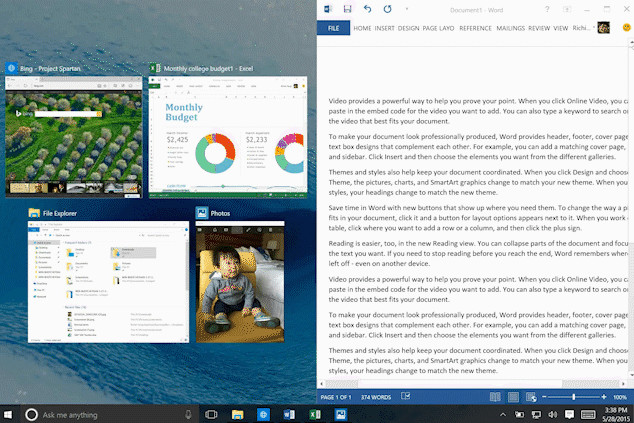 Document1 - Word
FILE HOME INSERT DESIGN PAGE LAYO REFERENCE MAILINGS REVIEW VIEW Richi...
Bing - Project Spartan
Monthly college budget1 - Excel
bing
Monthly
Budget
$2,425
$2,233
File Explorer
Photos
Video provides a powerful way to help you prove your point. When you click Online Video, you ca
paste in the embed code for the video you want to add. You can also type a keyword to search on
the video that best fits your document.
To make your document look professionally produced, Word provides header, footer, cover page
text box designs that complement each other. For example, you can add a matching cover page,
and sidebar. Click Insert and then choose the elements you want from the different galleries.
Themes and styles also help keep your document coordinated. When you click Design and choose
Theme, the pictures, charts, and SmartArt graphics change to match your new theme. When you
styles, your headings change to match the new theme.
Save time in Word with new buttons that show up where you need them. To change the way a pi
fits in your document, click it and a button for layout options appears next to it. When you work
table, click where you want to add a row or a column, and then click the plus sign.
Reading is easier, too, in the new Reading view. You can collapse parts of the document and focu
the text you want. If you need to stop reading before you reach the end, Word remembers where
left off - even on another device.
Video provides a powerful way to help you prove your point. When you click Online Video, you ca
paste in the embed code for the video you want to add. You can also type a keyword to search on
the video that best fits your document.
To make your document look professionally produced, Word provides header, footer, cover page
text box designs that complement each other. For example, you can add a matching cover page,
and sidebar. Click Insert and then choose the elements you want from the different galleries.
Themes and styles also help keep your document coordinated. When you click Design and choose
Theme, the pictures, charts, and SmartArt graphics change to match your new theme. When you
styles, your headings change to match the new theme.
PAGE 1 OF 1 374 WORDS 100%
Ask me anything
3:38 PM
5/28/2015